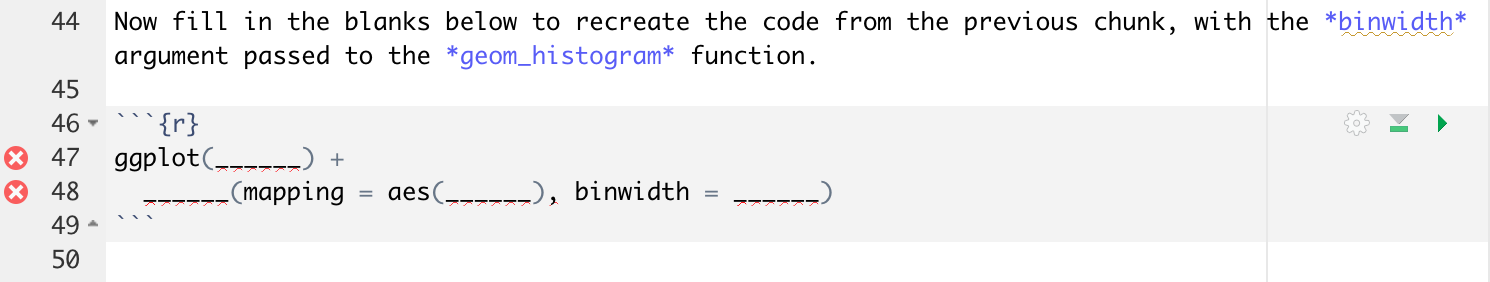 44 Now fill in the blanks below to recreate the code from the previous chunk, with the *binwidth*
argument passed to the *geom_histogram* function.
45
46 ```{r}
47 ggplot(______) +
48   ______(mapping = aes(______), binwidth = ______)
49 ```
50